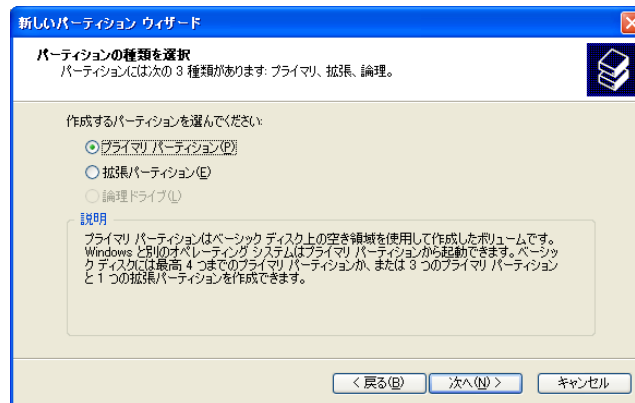 新しいパーティション ウィザード
パーティションの種類を選択
パーティションには次の 3 種類があります: プライマリ、拡張、論理。
作成するパーティションを選んでください:
プライマリ パーティション(P)
拡張パーティション(E)
論理ドライブ(L)
説明
プライマリ パーティションはベーシック ディスク上の空き領域を使用して作成したボリュームです。
Windows と別のオペレーティング システムはプライマリ パーティションから起動できます。ベーシッ
ク ディスクには最高 4 つまでのプライマリ パーティションか、または 3 つのプライマリ パーティション
と 1 つの拡張パーティションを作成できます。
< 戻る(B)
次へ(N) >
キャンセル